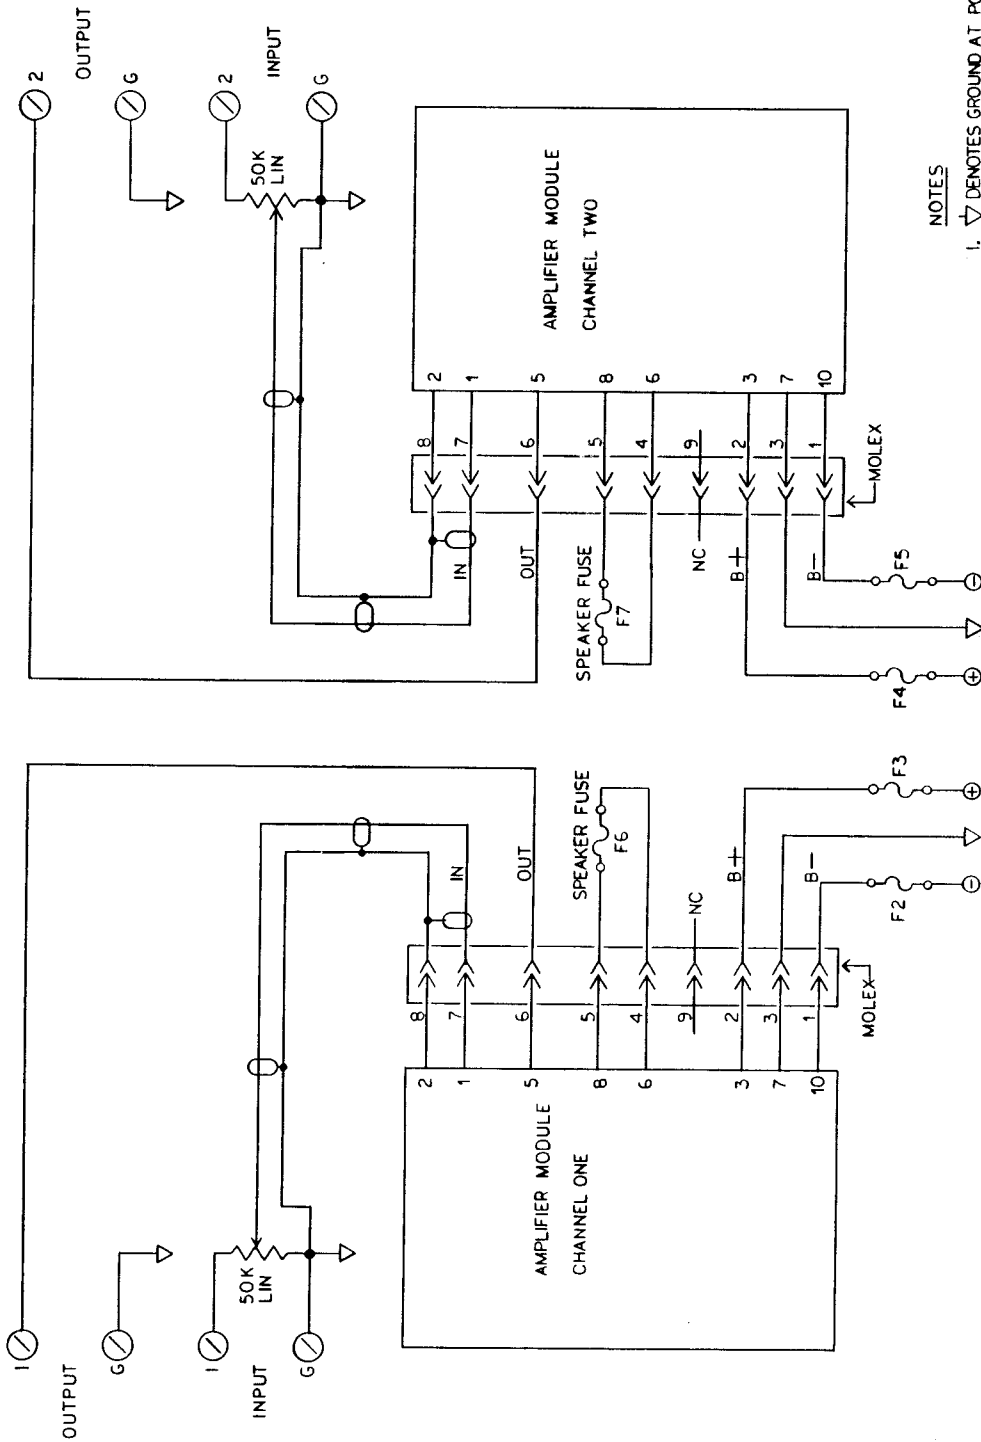 OUTPUT
1
G
INPUT
1
G
50K
LIN
AMPLIFIER MODULE
CHANNEL ONE
2
1
5
8
6
3
7
10
8
7
6
5
4
9
2
3
1
MOLEX
IN
OUT
SPEAKER FUSE
F6
NC
B+
B-
F2
F3
OUTPUT
2
G
INPUT
2
G
50K
LIN
AMPLIFIER MODULE
CHANNEL TWO
2
1
5
8
6
3
7
10
8
7
6
5
4
9
2
3
1
MOLEX
IN
OUT
SPEAKER FUSE
F7
NC
B+
B-
F4
F5
NOTES
1. ▽ DENOTES GROUND AT